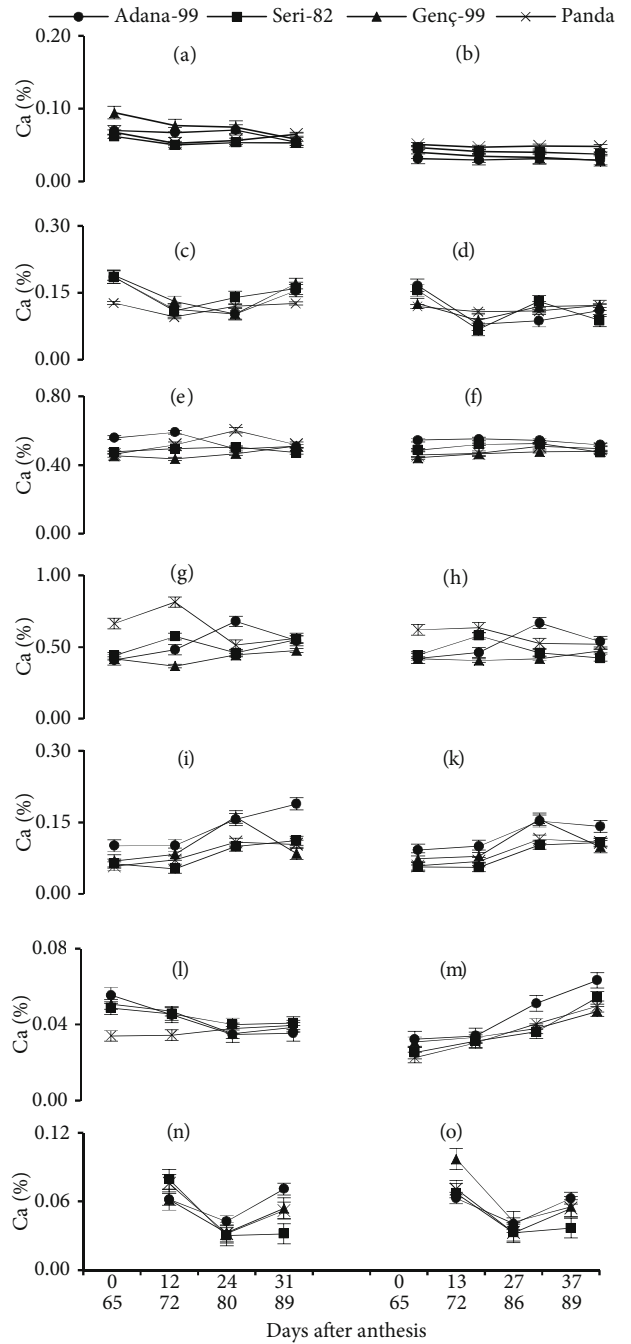 Adana-99 Seri-82 Genç-99 Panda
0.20 (a) (b)
Ca (%) 0.10
0.00
0.30 (c) (d)
Ca (%) 0.15
0.00
0.80 (e) (f)
Ca (%) 0.40
0.00
1.00 (g) (h)
Ca (%) 0.50
0.00
0.30 (i) (k)
Ca (%) 0.15
0.00
0.08 (l) (m)
Ca (%) 0.04
0.00
0.12 (n) (o)
Ca (%) 0.06
0.00
0 12 24 31 0 13 27 37
65 72 80 89 65 72 86 89
Days after anthesis